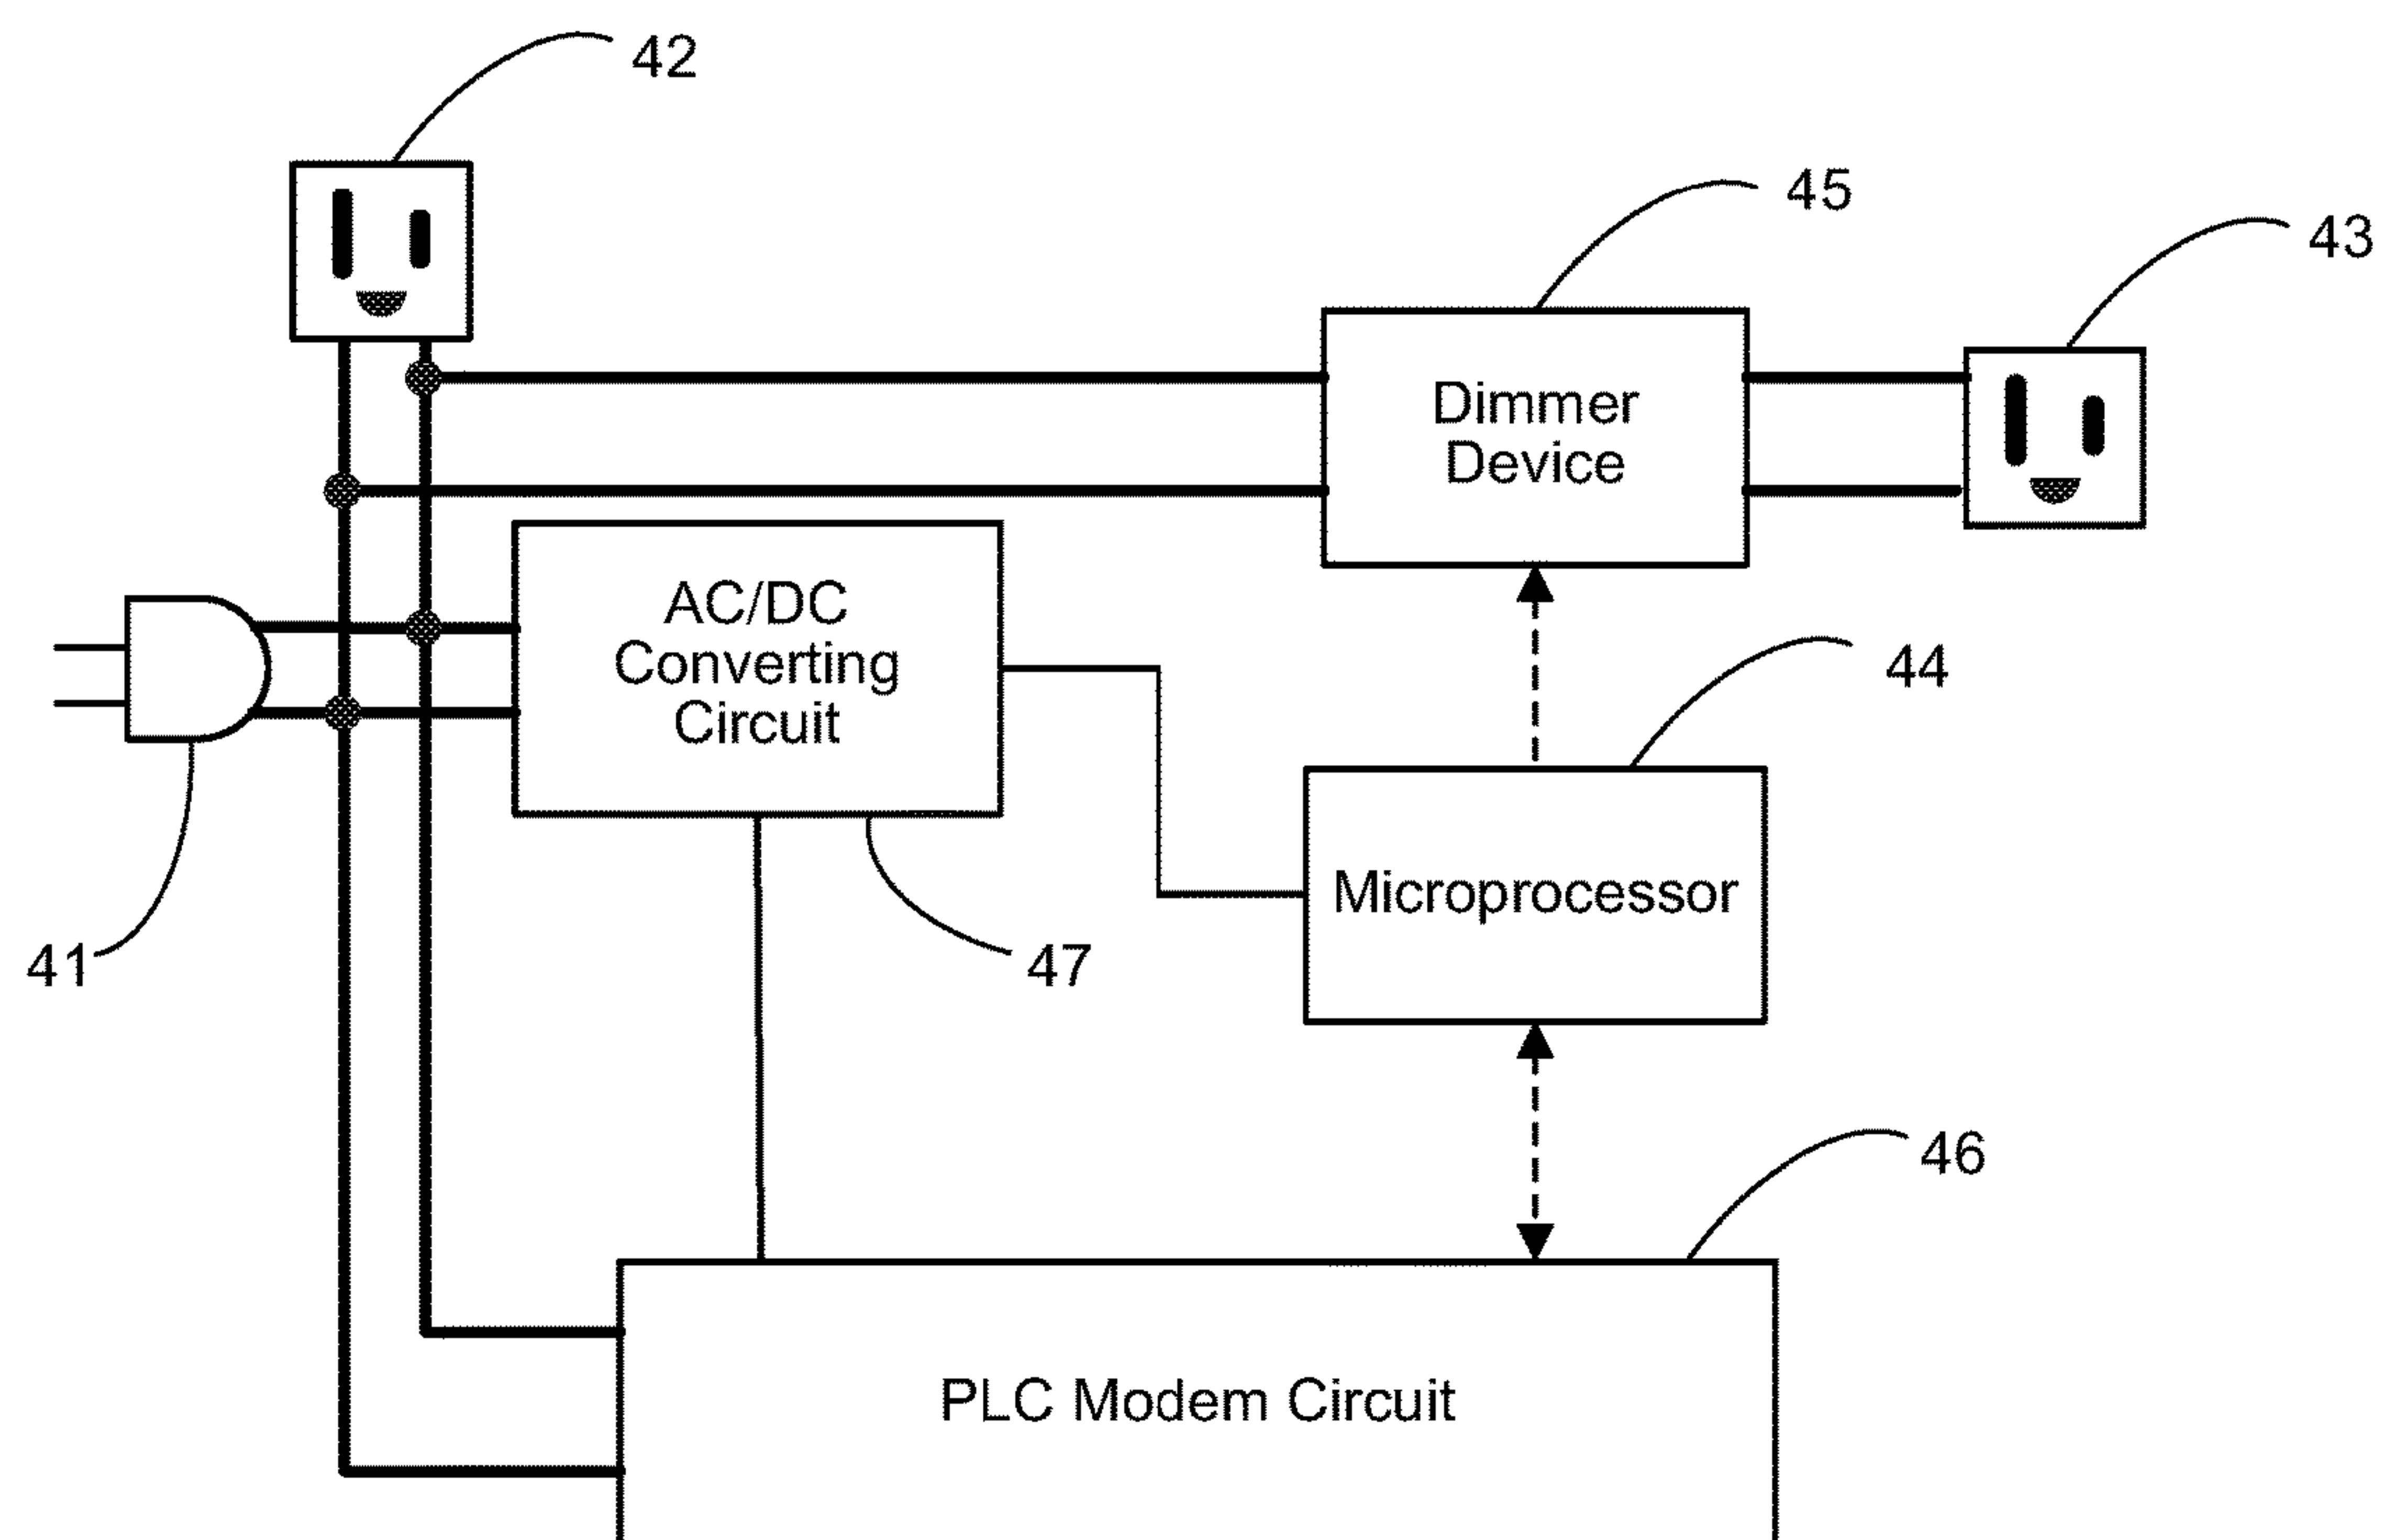 42
45
43
Dimmer
Device
AC/DC
Converting
Circuit
44
Microprocessor
41
47
46
PLC Modem Circuit